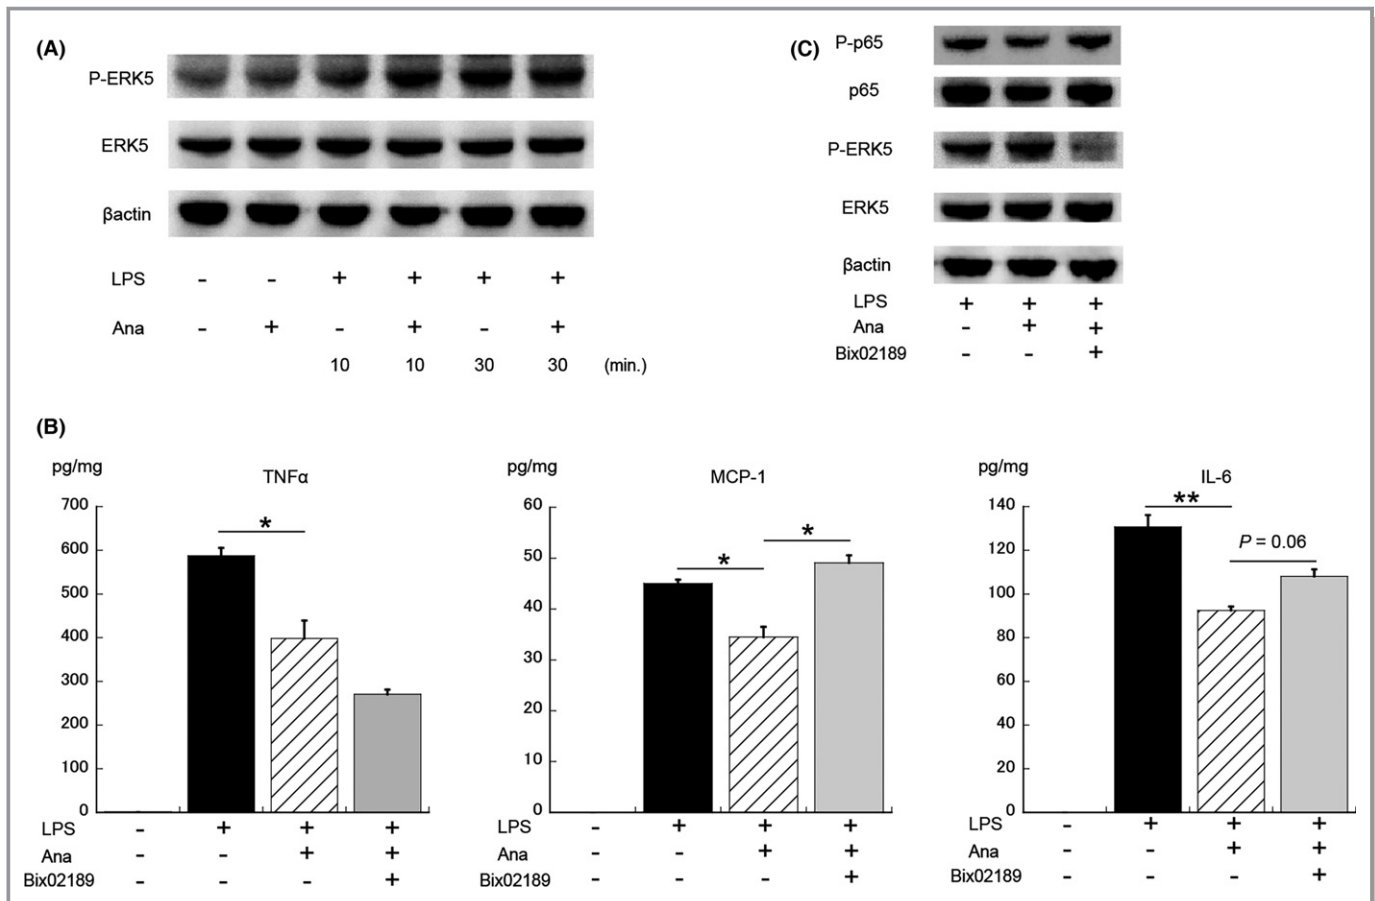 (A)
P-ERK5
ERK5
βactin
LPS - - + + + +
Ana - + - + - +
10 10 30 30 (min.)
(C)
P-p65
p65
P-ERK5
ERK5
βactin
LPS + + +
Ana - + +
Bix02189 - - +
(B)
pg/mg
TNFα
700
600
500
400
300
200
100
0
*
LPS - + + +
Ana - - + +
Bix02189 - - - +
pg/mg
MCP-1
60
50
40
30
20
10
0
*
*
LPS - + + +
Ana - - + +
Bix02189 - - - +
pg/mg
IL-6
140
120
100
80
60
40
20
0
**
P = 0.06
LPS - + + +
Ana - - + +
Bix02189 - - - +